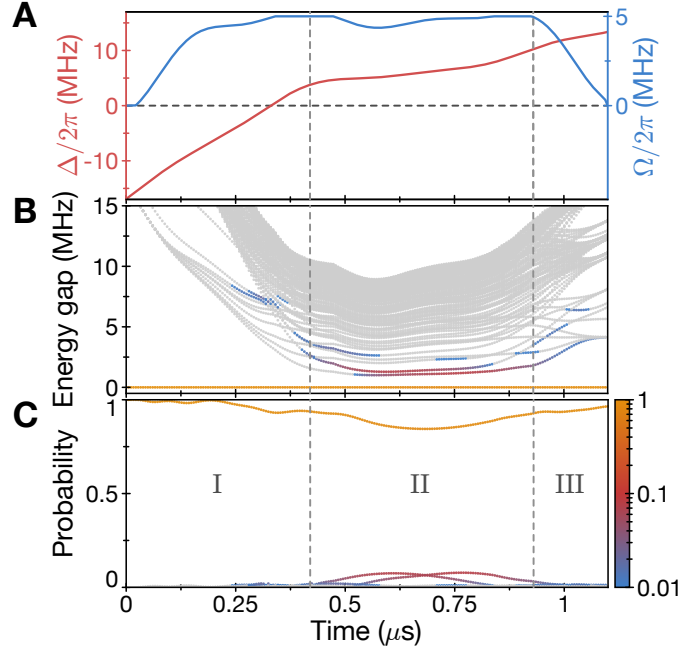 A
Δ/2π (MHz)
10
0
-10
5
0
Ω/2π (MHz)
B
Energy gap (MHz)
15
10
5
0
C
Probability
1
0.5
0
I
II
III
1
0.1
0.01
0
0.25
0.5
0.75
1
Time (μs)